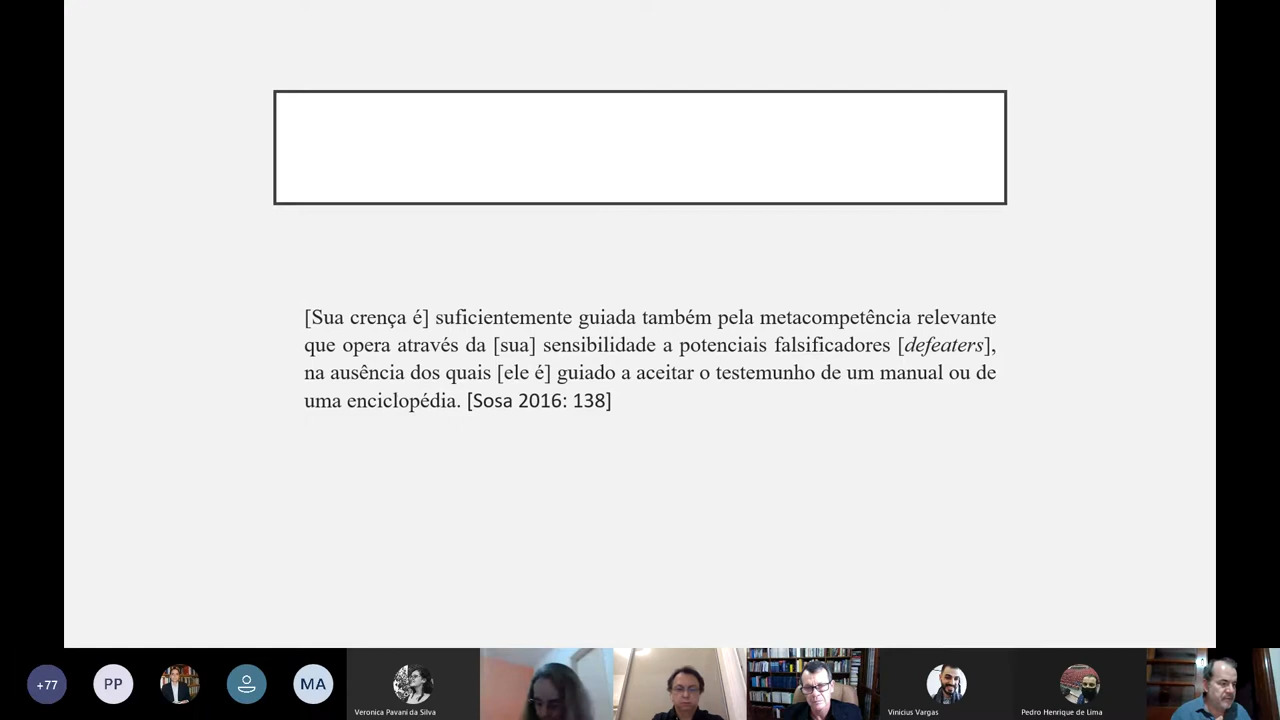 [Sua crença é] suficientemente guiada também pela metacompetência relevante
que opera através da [sua] sensibilidade a potenciais falsificadores [defeaters],
na ausência dos quais [ele é] guiado a aceitar o testemunho de um manual ou de
uma enciclopédia. [Sosa 2016: 138]
+77
PP
MA
Veronica Pavani da Silva
Vinicius Vargas
Pedro Henrique de Lima